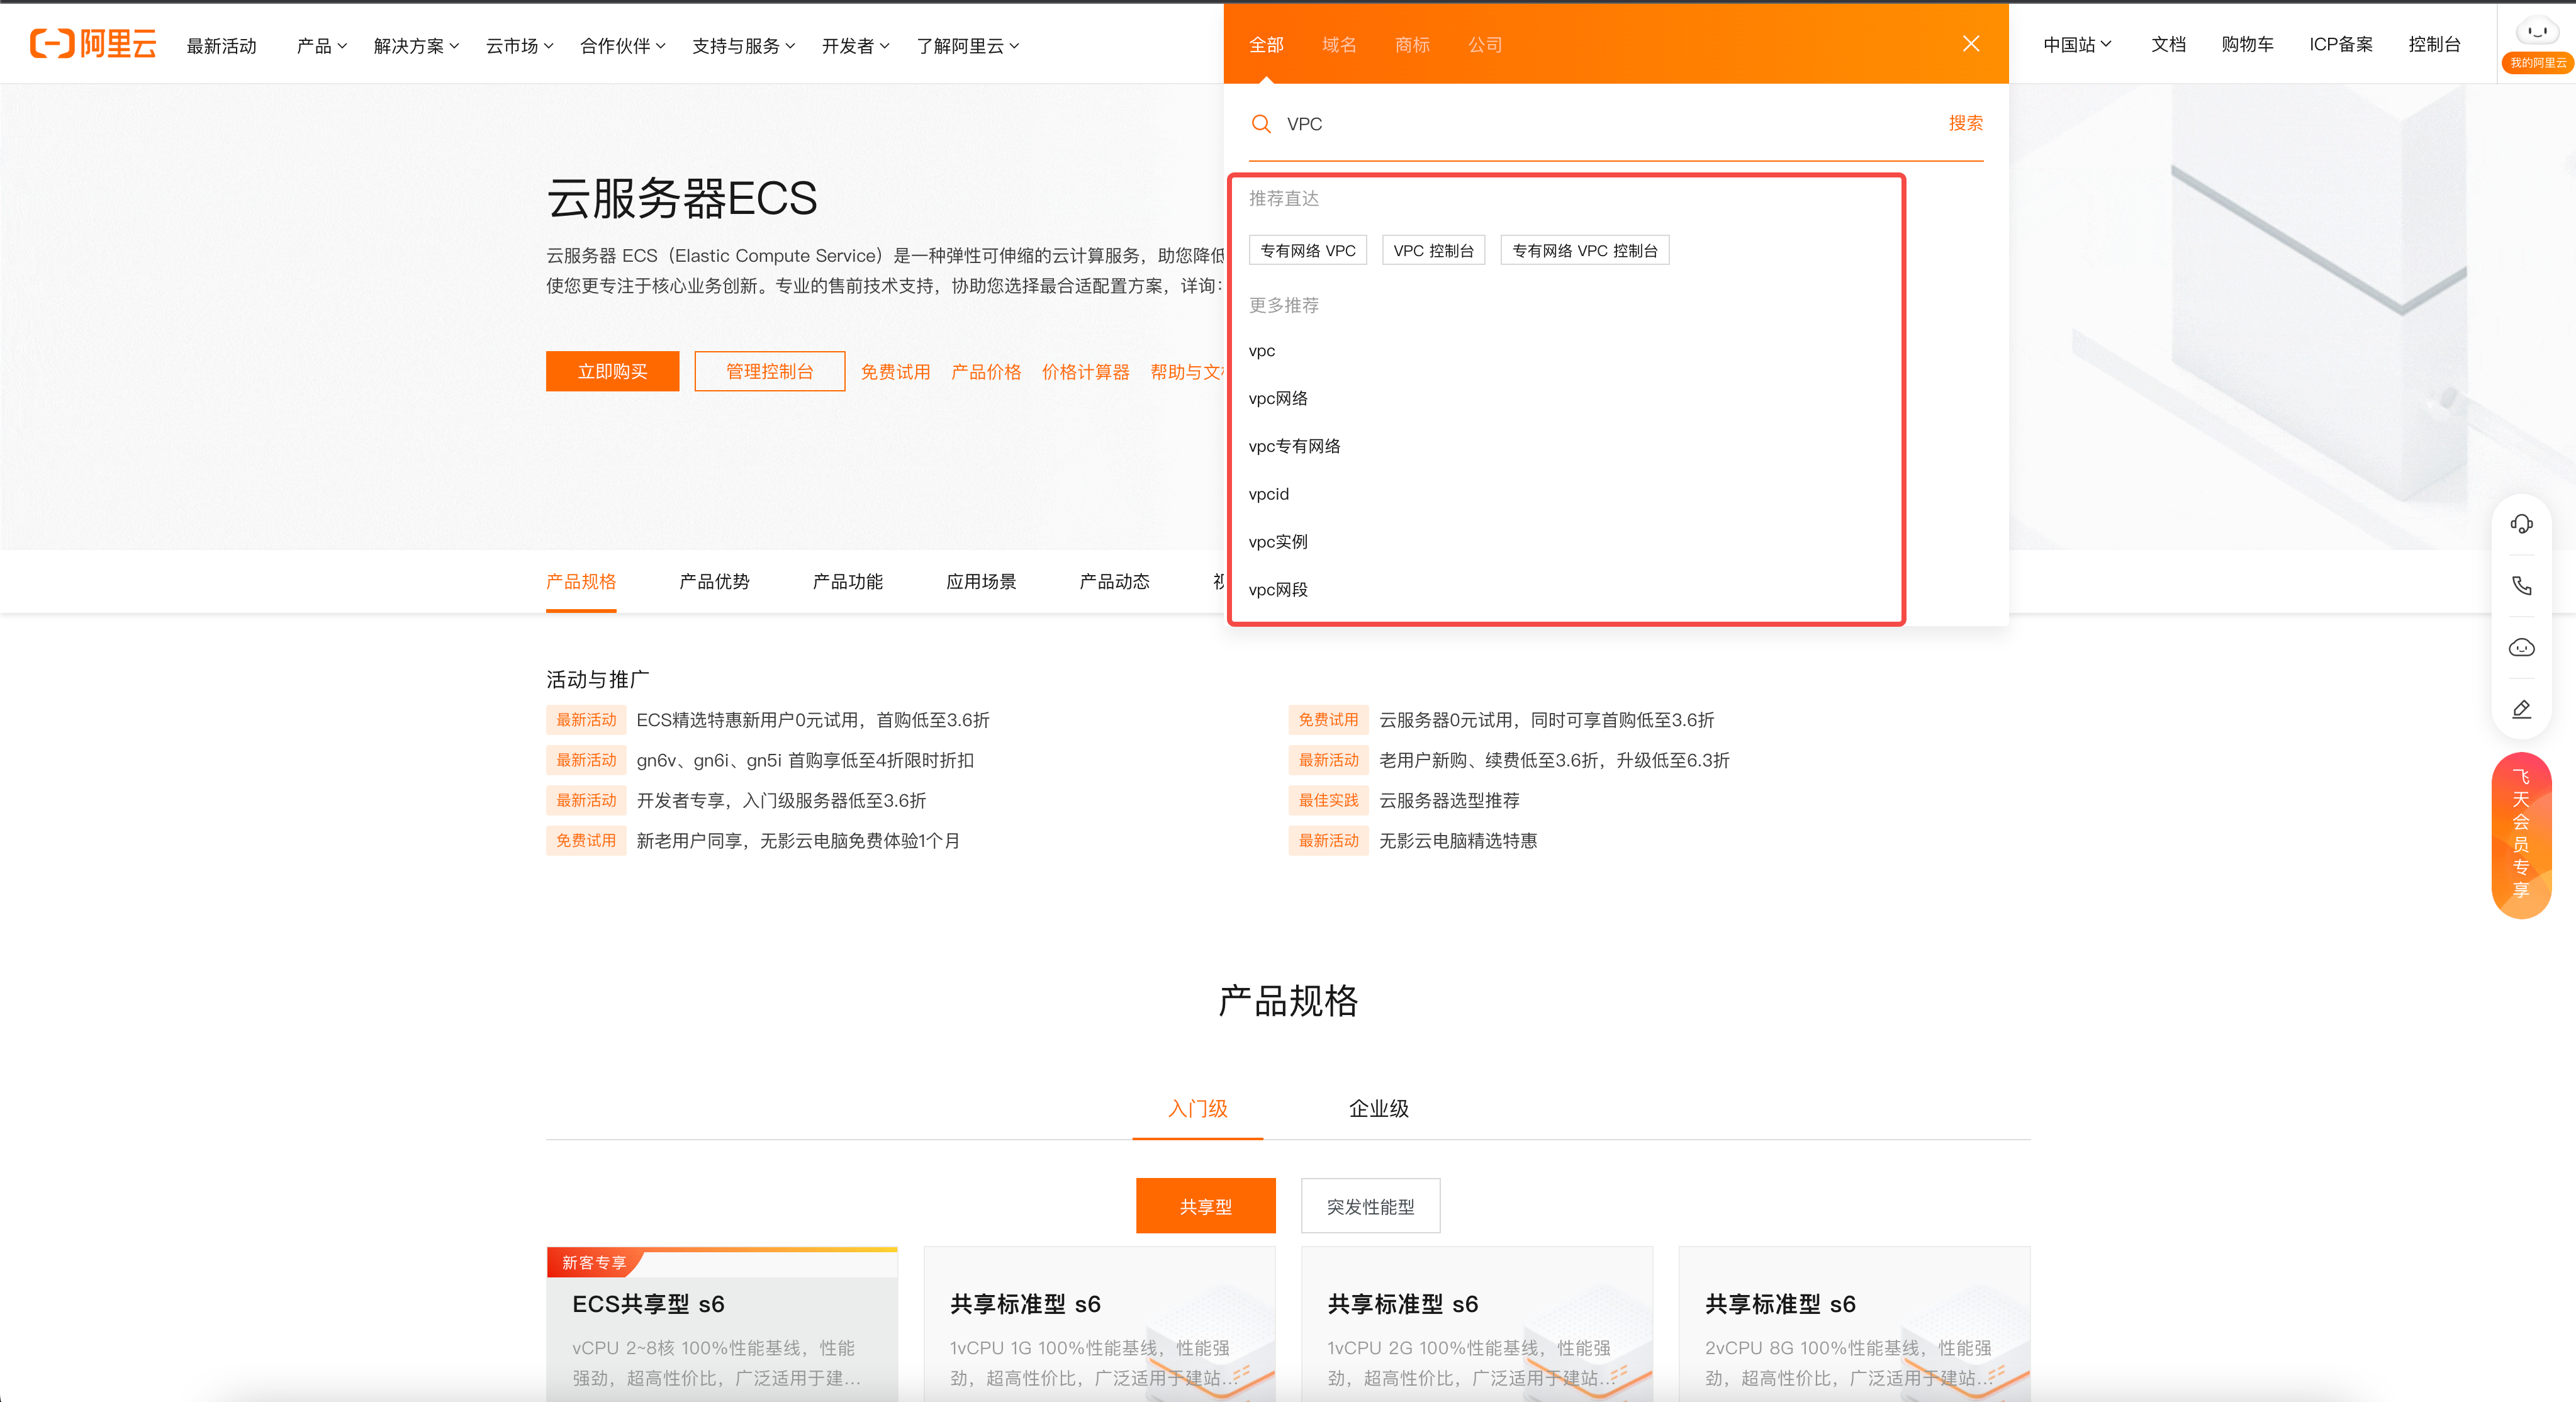 阿里云
最新活动 产品 解决方案 云市场 合作伙伴 支持与服务 开发者 了解阿里云
全部 域名 商标 公司
中国站 文档 购物车 ICP备案 控制台
我的阿里云
VPC 搜索
推荐直达
专有网络 VPC VPC 控制台 专有网络 VPC 控制台
更多推荐
vpc
vpc网络
vpc专有网络
vpcid
vpc实例
vpc网段
云服务器ECS
云服务器 ECS（Elastic Compute Service）是一种弹性可伸缩的云计算服务，助您降低
使您更专注于核心业务创新。专业的售前技术支持，协助您选择最合适配置方案，详询：
立即购买 管理控制台 免费试用 产品价格 价格计算器 帮助与文
产品规格 产品优势 产品功能 应用场景 产品动态
活动与推广
最新活动 ECS精选特惠新用户0元试用，首购低至3.6折
免费试用 云服务器0元试用，同时可享首购低至3.6折
最新活动 gn6v、gn6i、gn5i 首购享低至4折限时折扣
最新活动 老用户新购、续费低至3.6折，升级低至6.3折
最新活动 开发者专享，入门级服务器低至3.6折
最佳实践 云服务器选型推荐
免费试用 新老用户同享，无影云电脑免费体验1个月
最新活动 无影云电脑精选特惠
飞天会员专享
产品规格
入门级 企业级
共享型 突发性能型
新客专享
ECS共享型 s6
vCPU 2~8核 100%性能基线，性能
强劲，超高性价比，广泛适用于建...
共享标准型 s6
1vCPU 1G 100%性能基线，性能强
劲，超高性价比，广泛适用于建站...
共享标准型 s6
1vCPU 2G 100%性能基线，性能强
劲，超高性价比，广泛适用于建站...
共享标准型 s6
2vCPU 8G 100%性能基线，性能强
劲，超高性价比，广泛适用于建站...